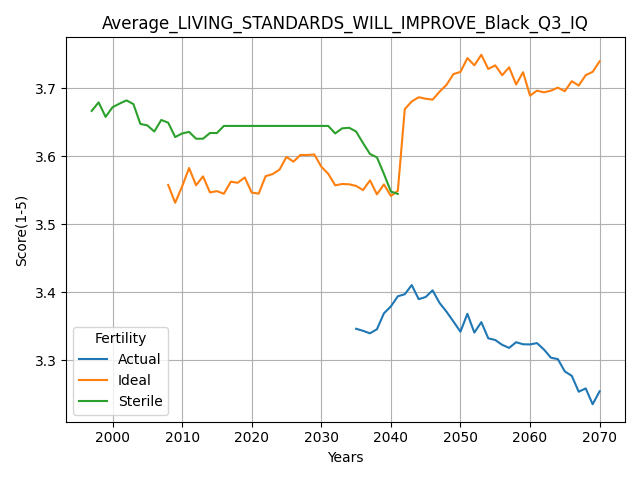 Average_LIVING_STANDARDS_WILL_IMPROVE_Black_Q3_IQ
Score(1-5)
3.7
3.6
3.5
3.4
3.3
Fertility
Actual
Ideal
Sterile
2000 2010 2020 2030 2040 2050 2060 2070
Years